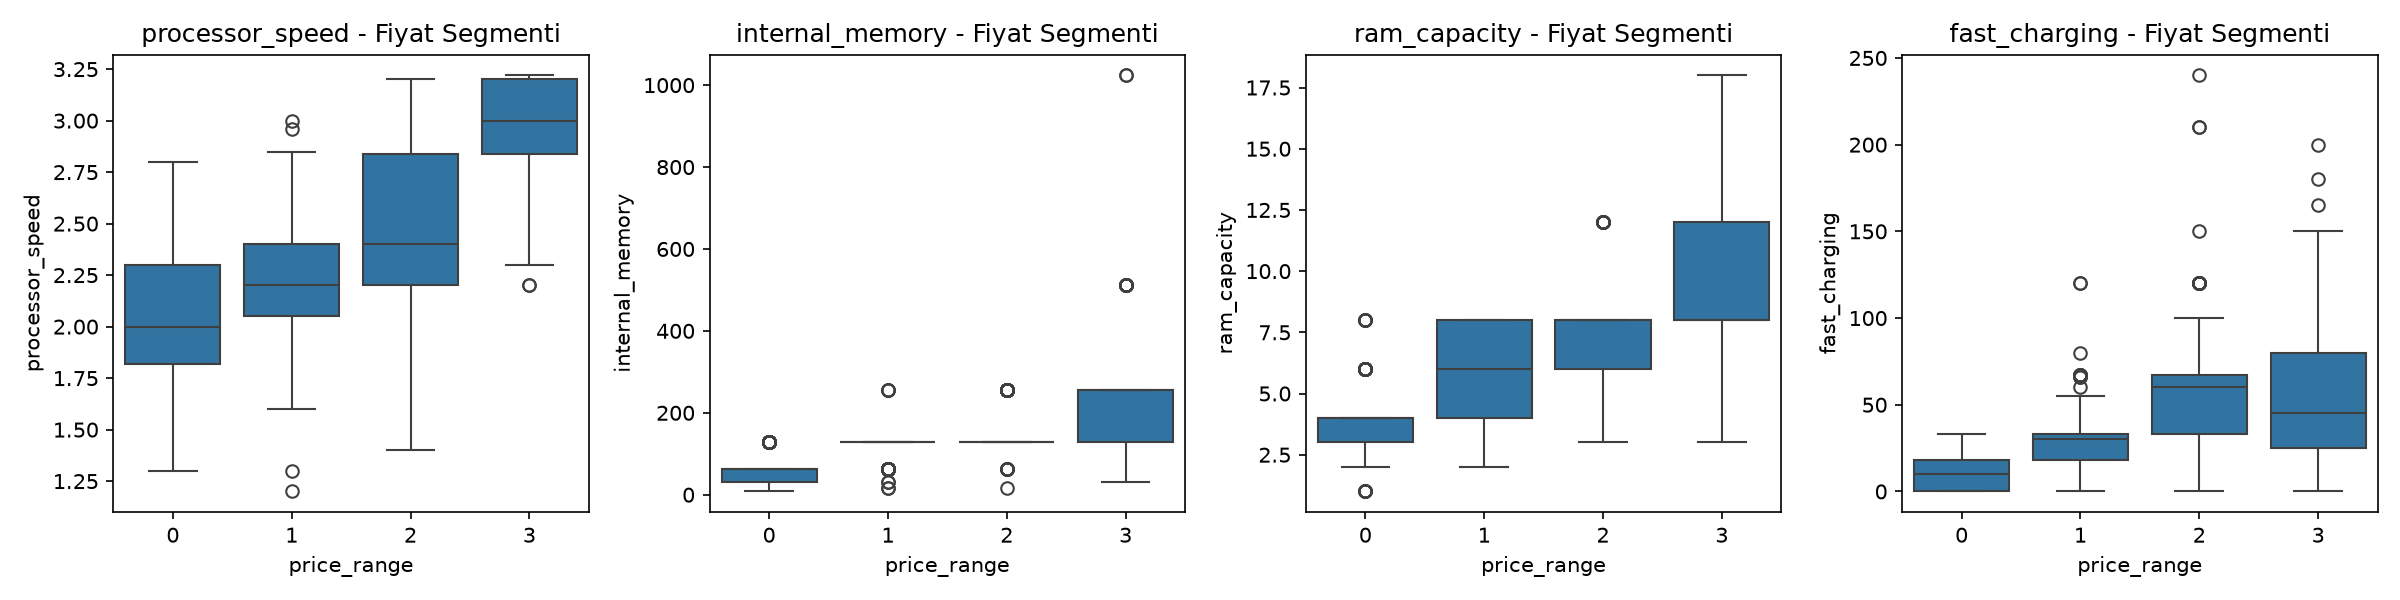 processor_speed - Fiyat Segmenti
processor_speed
3.25
3.00
2.75
2.50
2.25
2.00
1.75
1.50
1.25
0 1 2 3
price_range
internal_memory - Fiyat Segmenti
internal_memory
1000
800
600
400
200
0
0 1 2 3
price_range
ram_capacity - Fiyat Segmenti
ram_capacity
17.5
15.0
12.5
10.0
7.5
5.0
2.5
0 1 2 3
price_range
fast_charging - Fiyat Segmenti
fast_charging
250
200
150
100
50
0
0 1 2 3
price_range